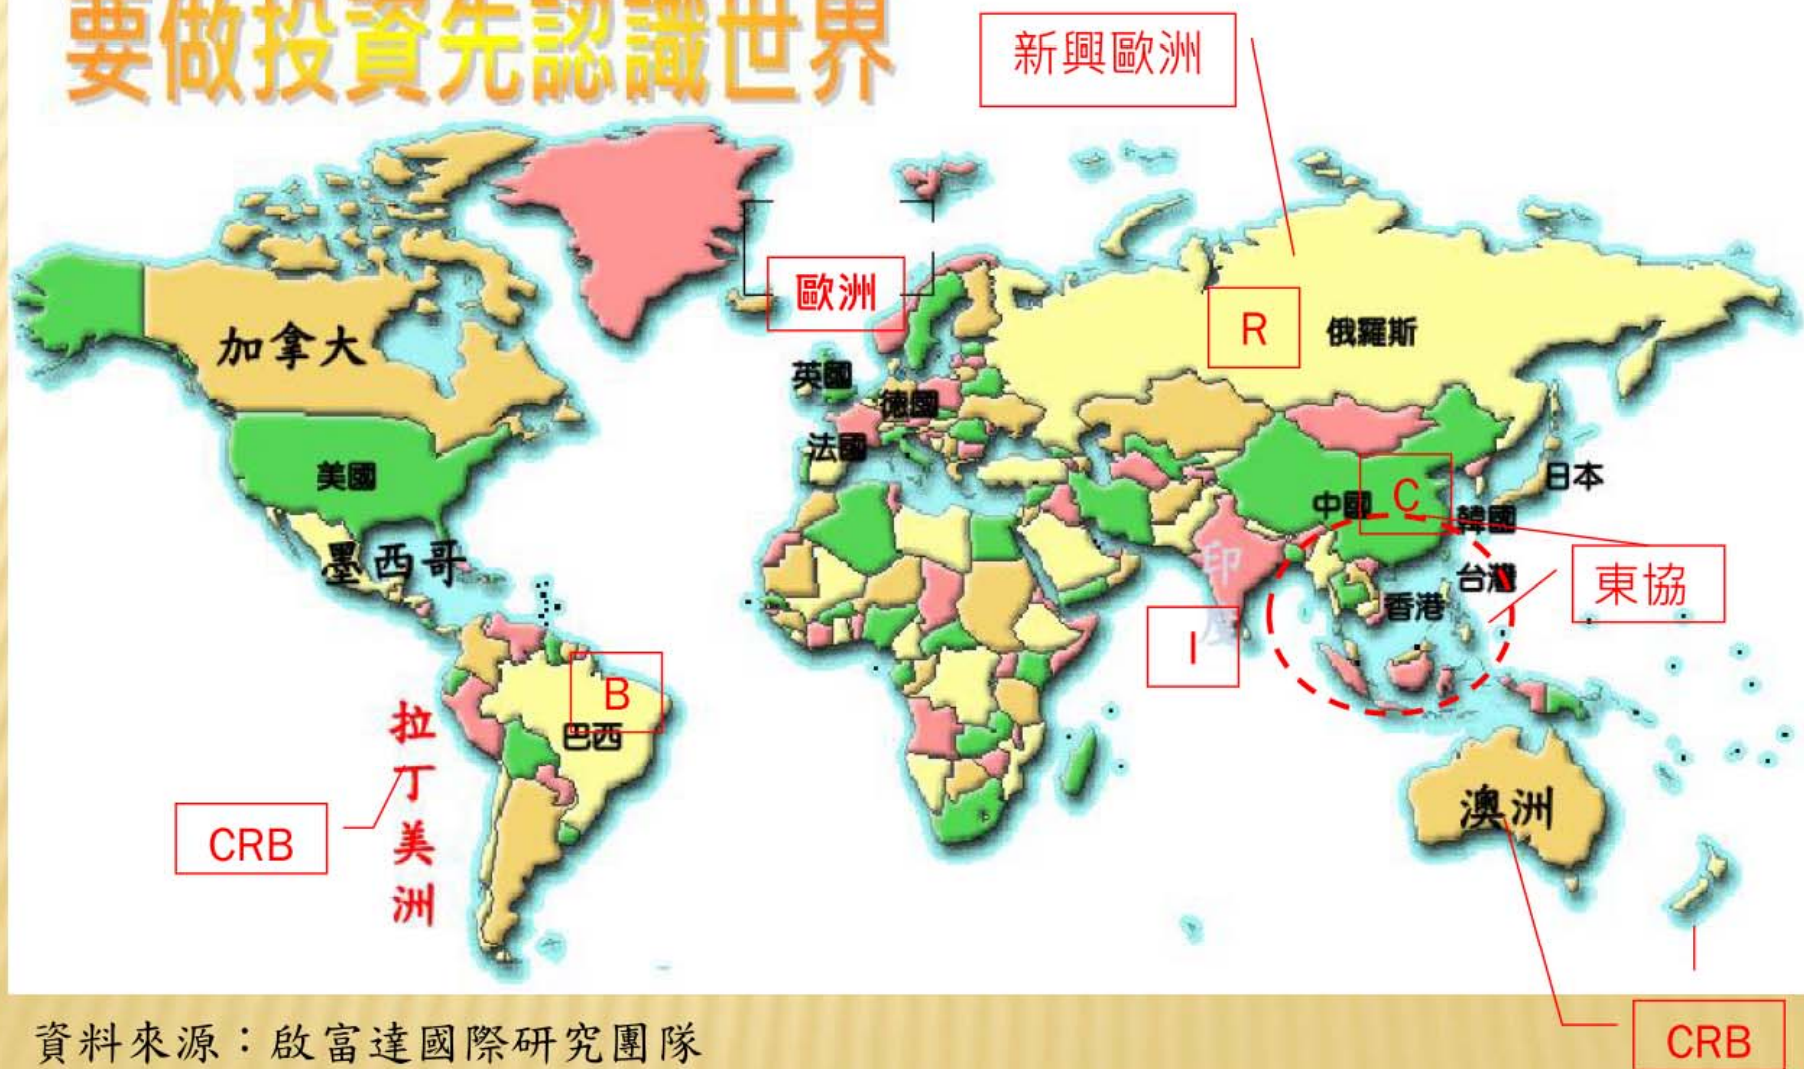 要做投資先認識世界
新興歐洲
歐洲
R
俄羅斯
加拿大
英國
德國
法國
美國
中國
C
日本
韓國
墨西哥
印度
I
台灣
香港
東協
B
巴西
拉丁美洲
CRB
澳洲
CRB
資料來源：啟富達國際研究團隊